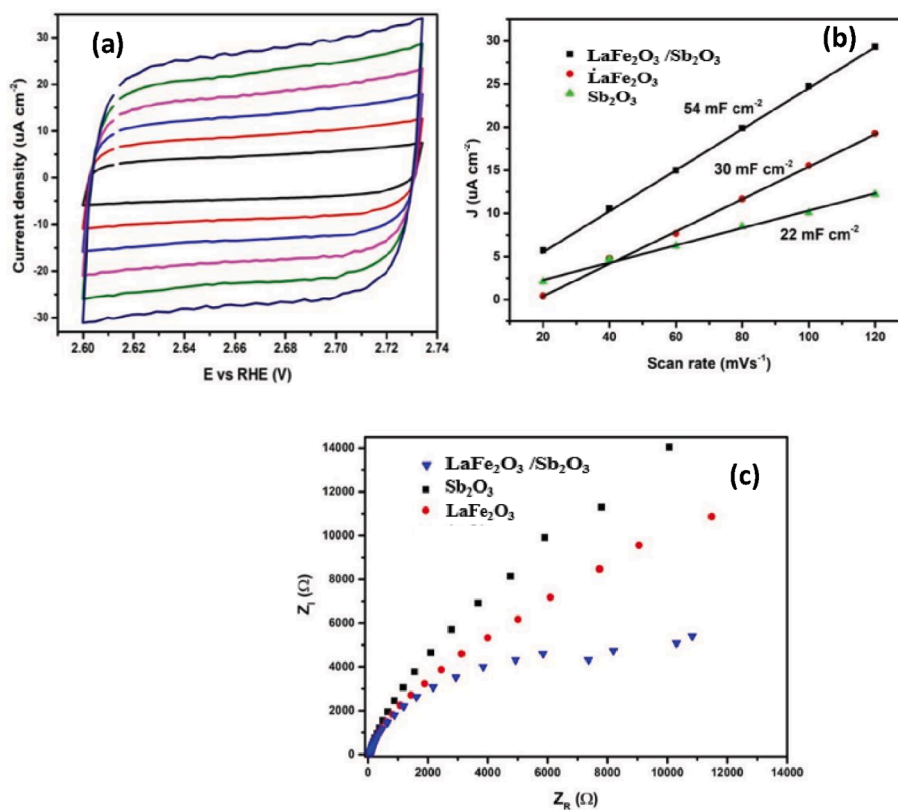 (a)
Current density (uA cm⁻²)
30
20
10
0
-10
-20
-30
2.60 2.62 2.64 2.66 2.68 2.70 2.72 2.74
E vs RHE (V)
(b)
LaFe₂O₃ /Sb₂O₃
LaFe₂O₃
Sb₂O₃
54 mF cm⁻²
30 mF cm⁻²
22 mF cm⁻²
J (uA cm⁻²)
30
25
20
15
10
5
0
20 40 60 80 100 120
Scan rate (mVs⁻¹)
(c)
LaFe₂O₃ /Sb₂O₃
Sb₂O₃
LaFe₂O₃
Z_I (Ω)
14000
12000
10000
8000
6000
4000
2000
0
0 2000 4000 6000 8000 10000 12000 14000
Z_R (Ω)